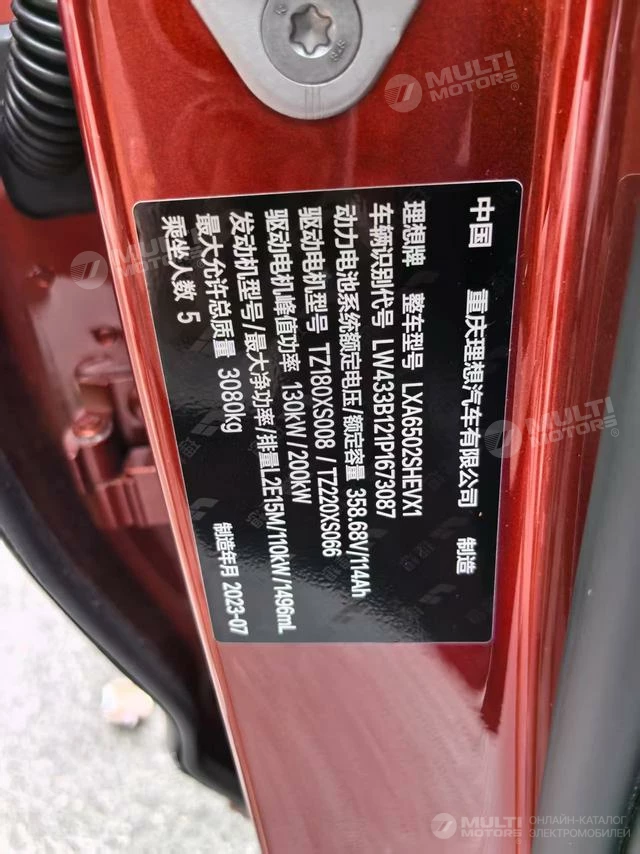 中国 重庆理想汽车有限公司 制造
理想牌 整车型号 LXA6502SHEVX1
车辆识别代号 LW433B121P1673087
动力电池系统额定电压/额定容量 358.68V/114Ah
驱动电机型号 TZ180XS008 / TZ220XS066
驱动电机峰值功率 130kW/200kW
发动机型号/最大净功率 排量L2E15M/110kW/1496mL
最大允许总质量 3080kg
制造年月 2023-07
乘坐人数 5
MULTI MOTORS®
MULTI MOTORS®
MULTI MOTORS®
MULTI MOTORS®
MULTI MOTORS®
ОНЛАЙН-КАТАЛОГ
ЭЛЕКТРОМОБИЛЕЙ